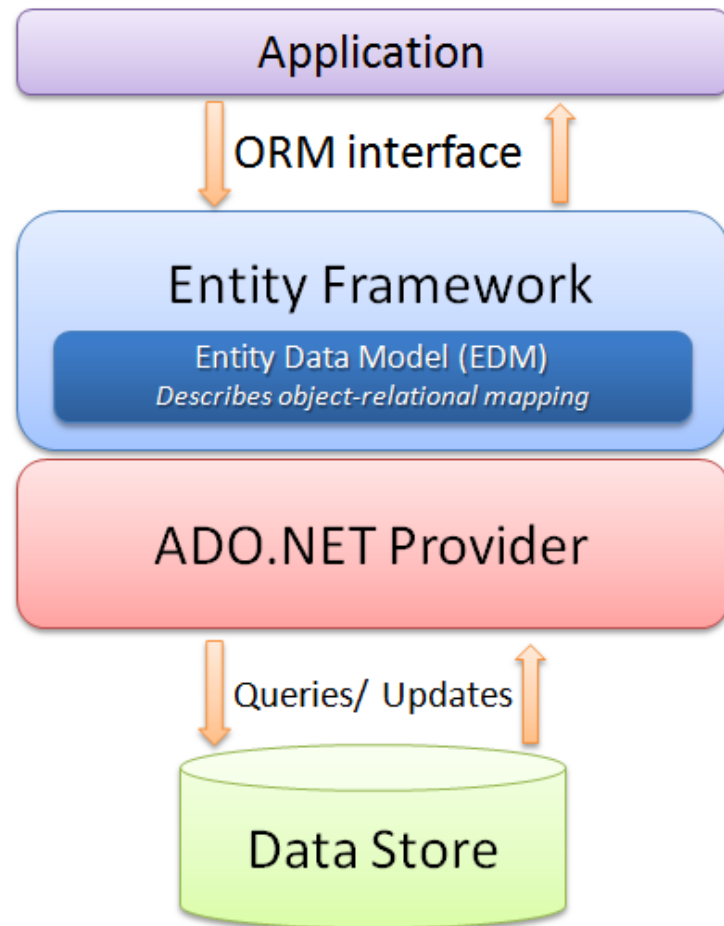 Application
ORM interface
Entity Framework
Entity Data Model (EDM)
Describes object-relational mapping
ADO.NET Provider
Queries/ Updates
Data Store